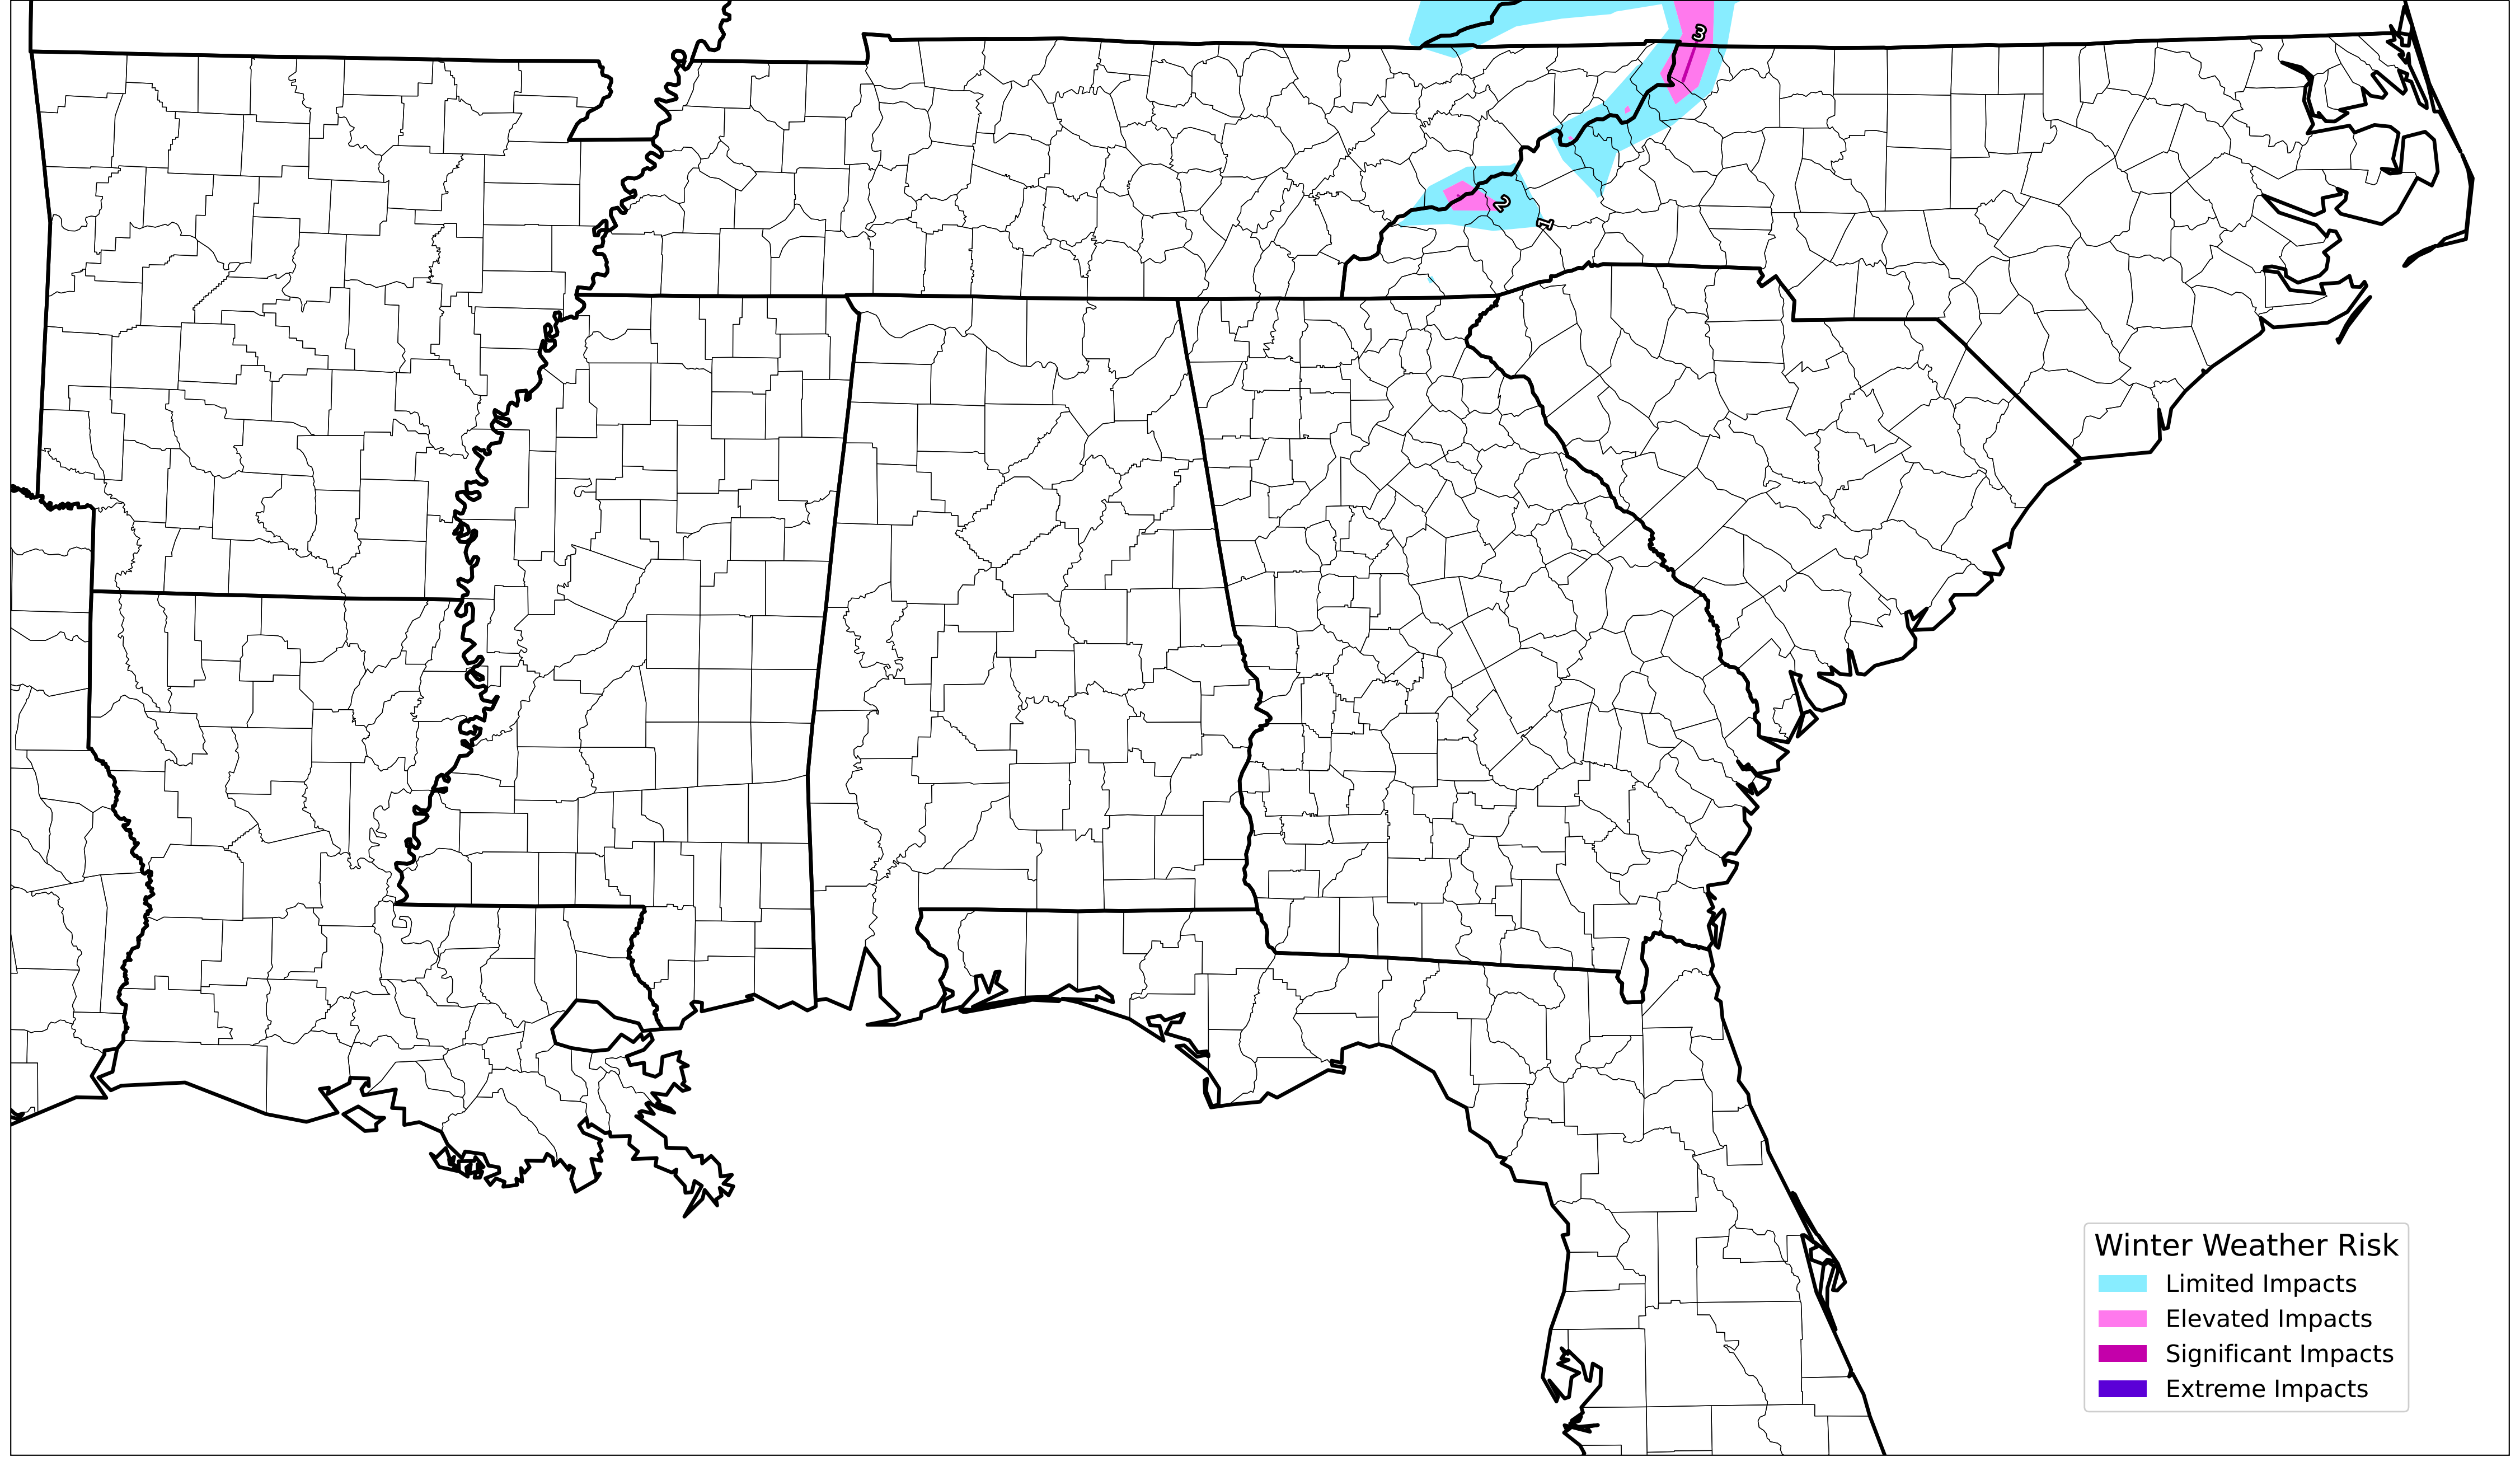 3
2
1
Winter Weather Risk
Limited Impacts
Elevated Impacts
Significant Impacts
Extreme Impacts